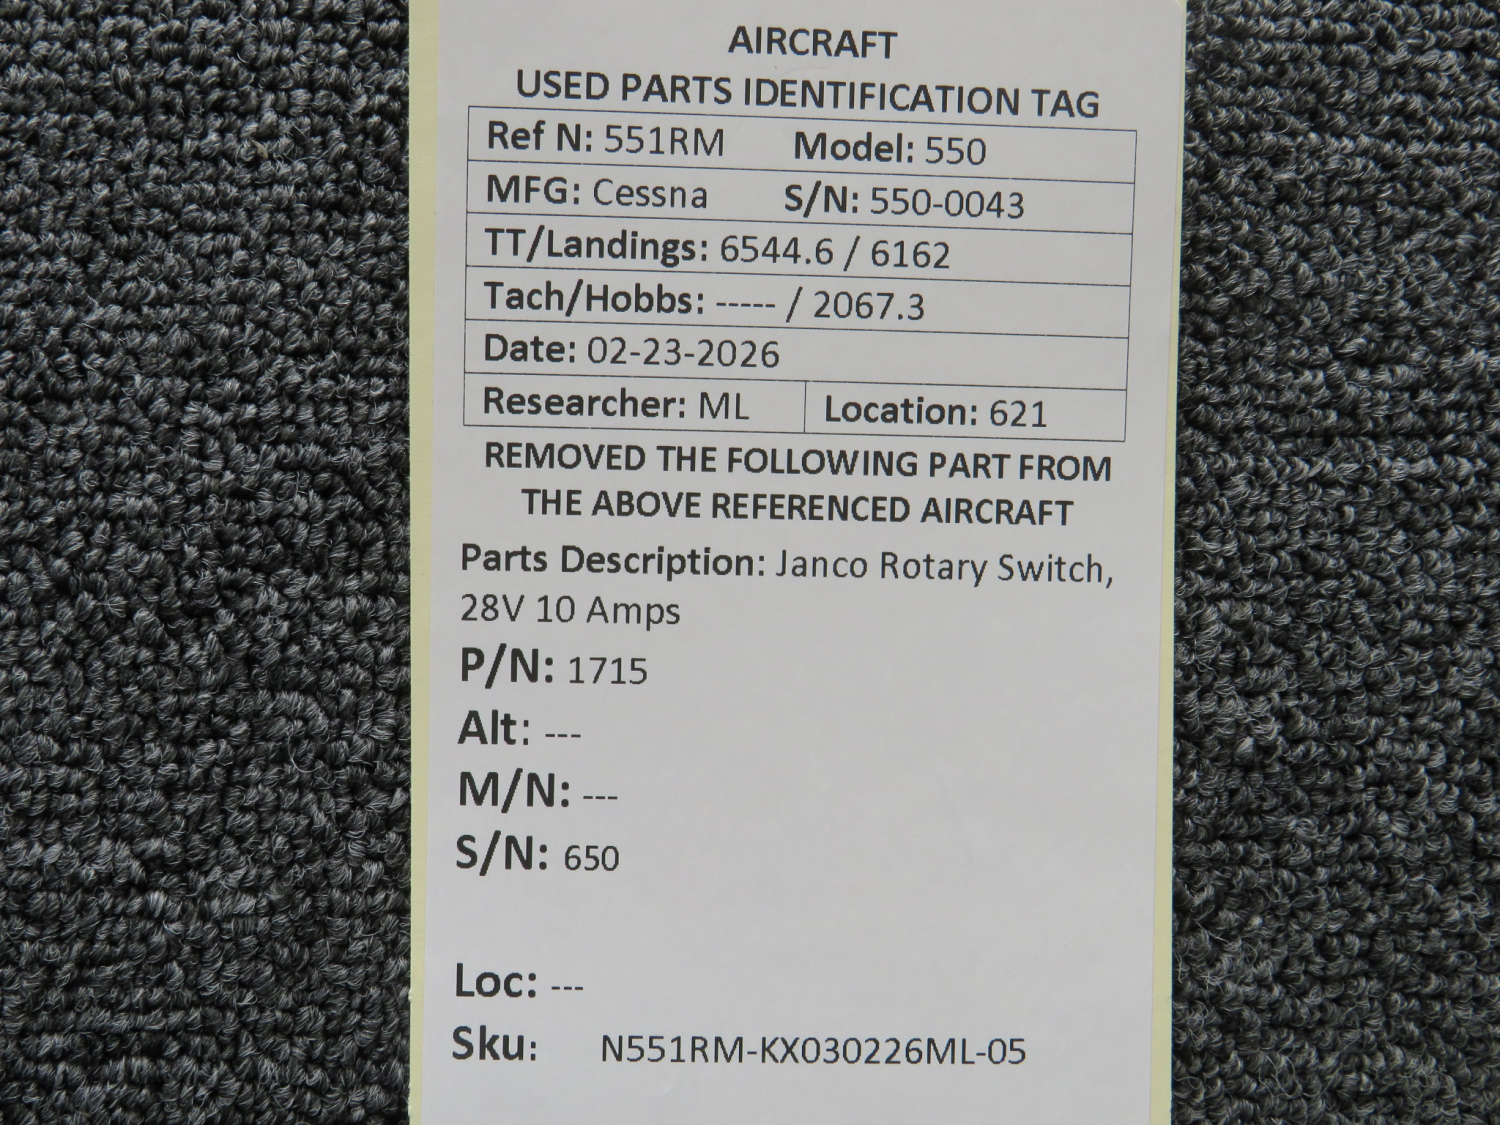 AIRCRAFT
USED PARTS IDENTIFICATION TAG
Ref N: 551RM Model: 550
MFG: Cessna S/N: 550-0043
TT/Landings: 6544.6 / 6162
Tach/Hobbs: ----- / 2067.3
Date: 02-23-2026
Researcher: ML Location: 621
REMOVED THE FOLLOWING PART FROM
THE ABOVE REFERENCED AIRCRAFT
Parts Description: Janco Rotary Switch,
28V 10 Amps
P/N: 1715
Alt: ---
M/N: ---
S/N: 650
Loc: ---
Sku: N551RM-KX030226ML-05